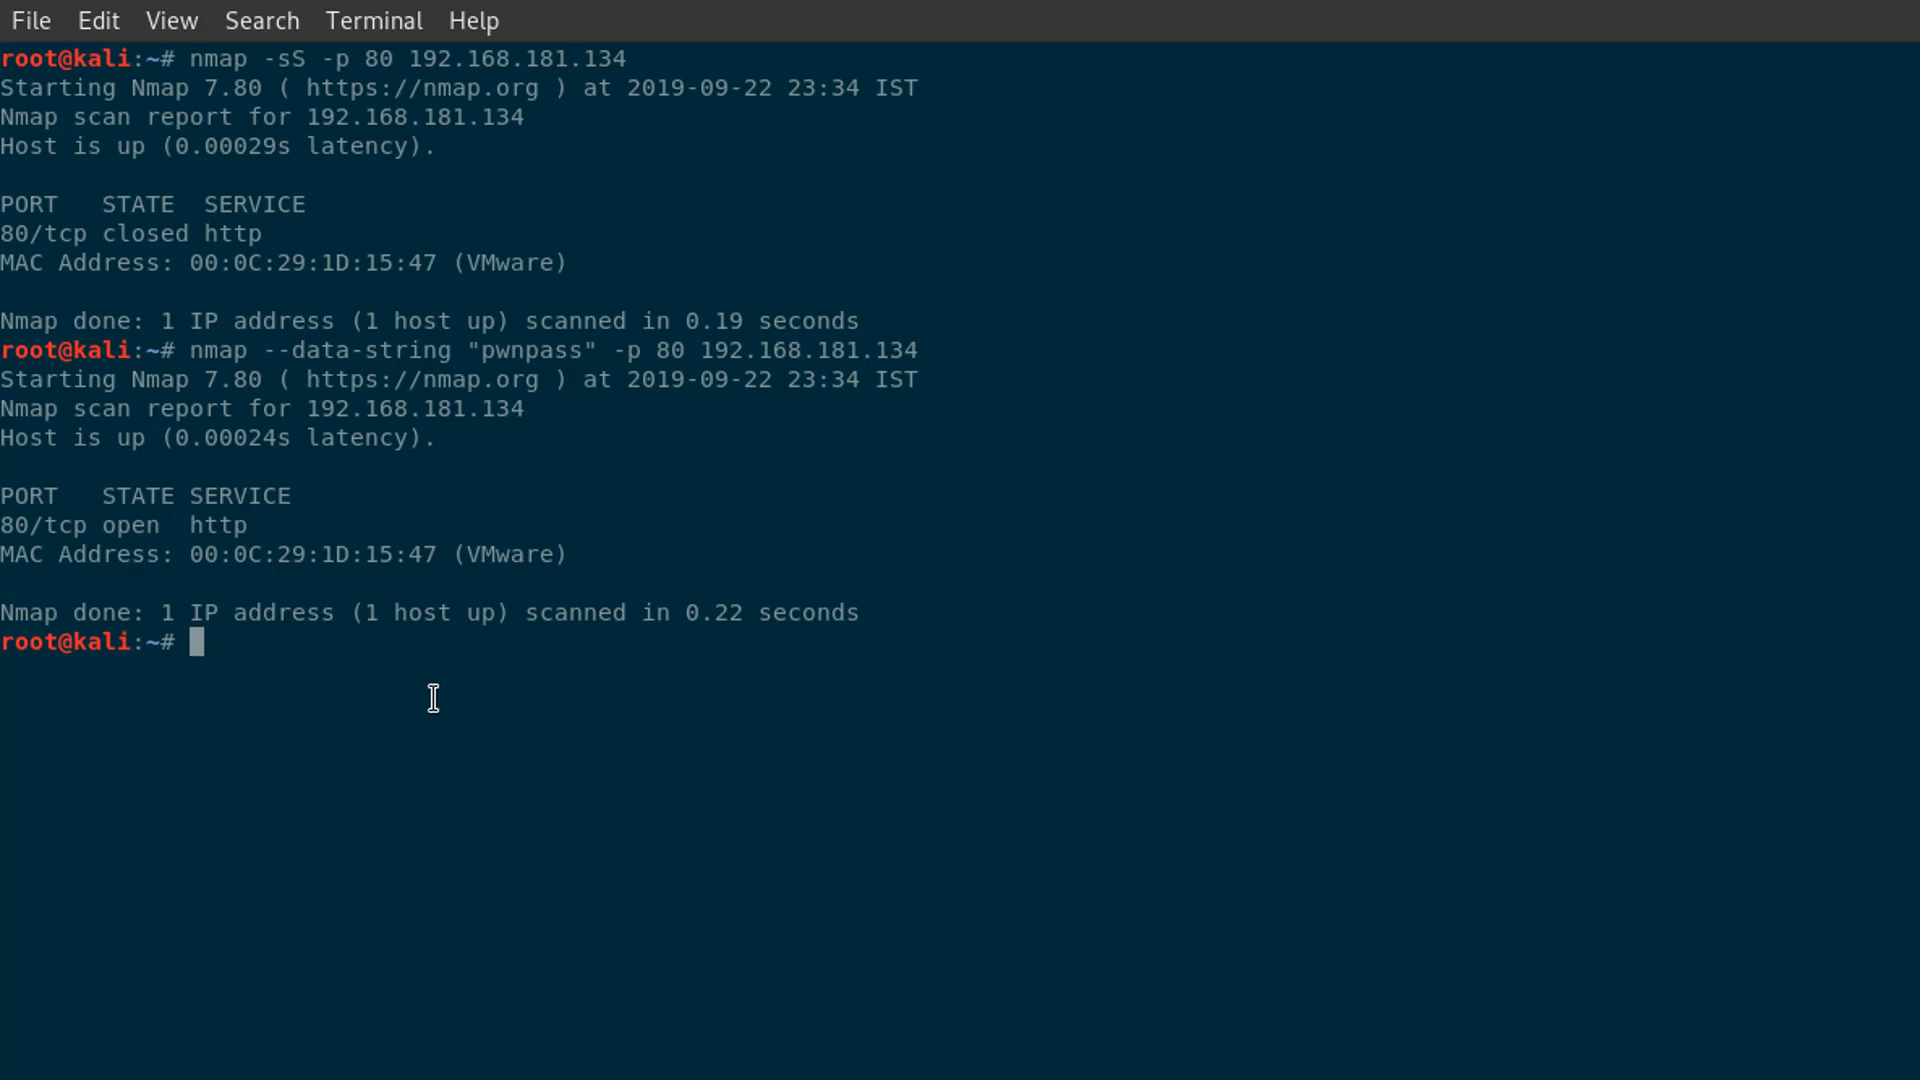 File Edit View Search Terminal Help
root@kali:~# nmap -sS -p 80 192.168.181.134
Starting Nmap 7.80 ( https://nmap.org ) at 2019-09-22 23:34 IST
Nmap scan report for 192.168.181.134
Host is up (0.00029s latency).
PORT   STATE  SERVICE
80/tcp closed http
MAC Address: 00:0C:29:1D:15:47 (VMware)
Nmap done: 1 IP address (1 host up) scanned in 0.19 seconds
root@kali:~# nmap --data-string "pwnpass" -p 80 192.168.181.134
Starting Nmap 7.80 ( https://nmap.org ) at 2019-09-22 23:34 IST
Nmap scan report for 192.168.181.134
Host is up (0.00024s latency).
PORT   STATE SERVICE
80/tcp open  http
MAC Address: 00:0C:29:1D:15:47 (VMware)
Nmap done: 1 IP address (1 host up) scanned in 0.22 seconds
root@kali:~#